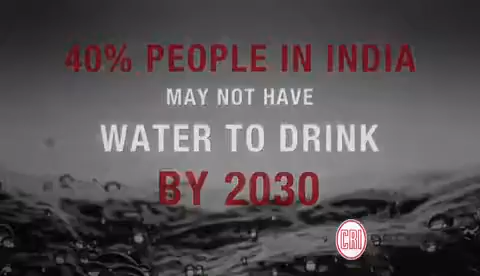 40% PEOPLE IN INDIA
MAY NOT HAVE
WATER TO DRINK
BY 2030
CRI